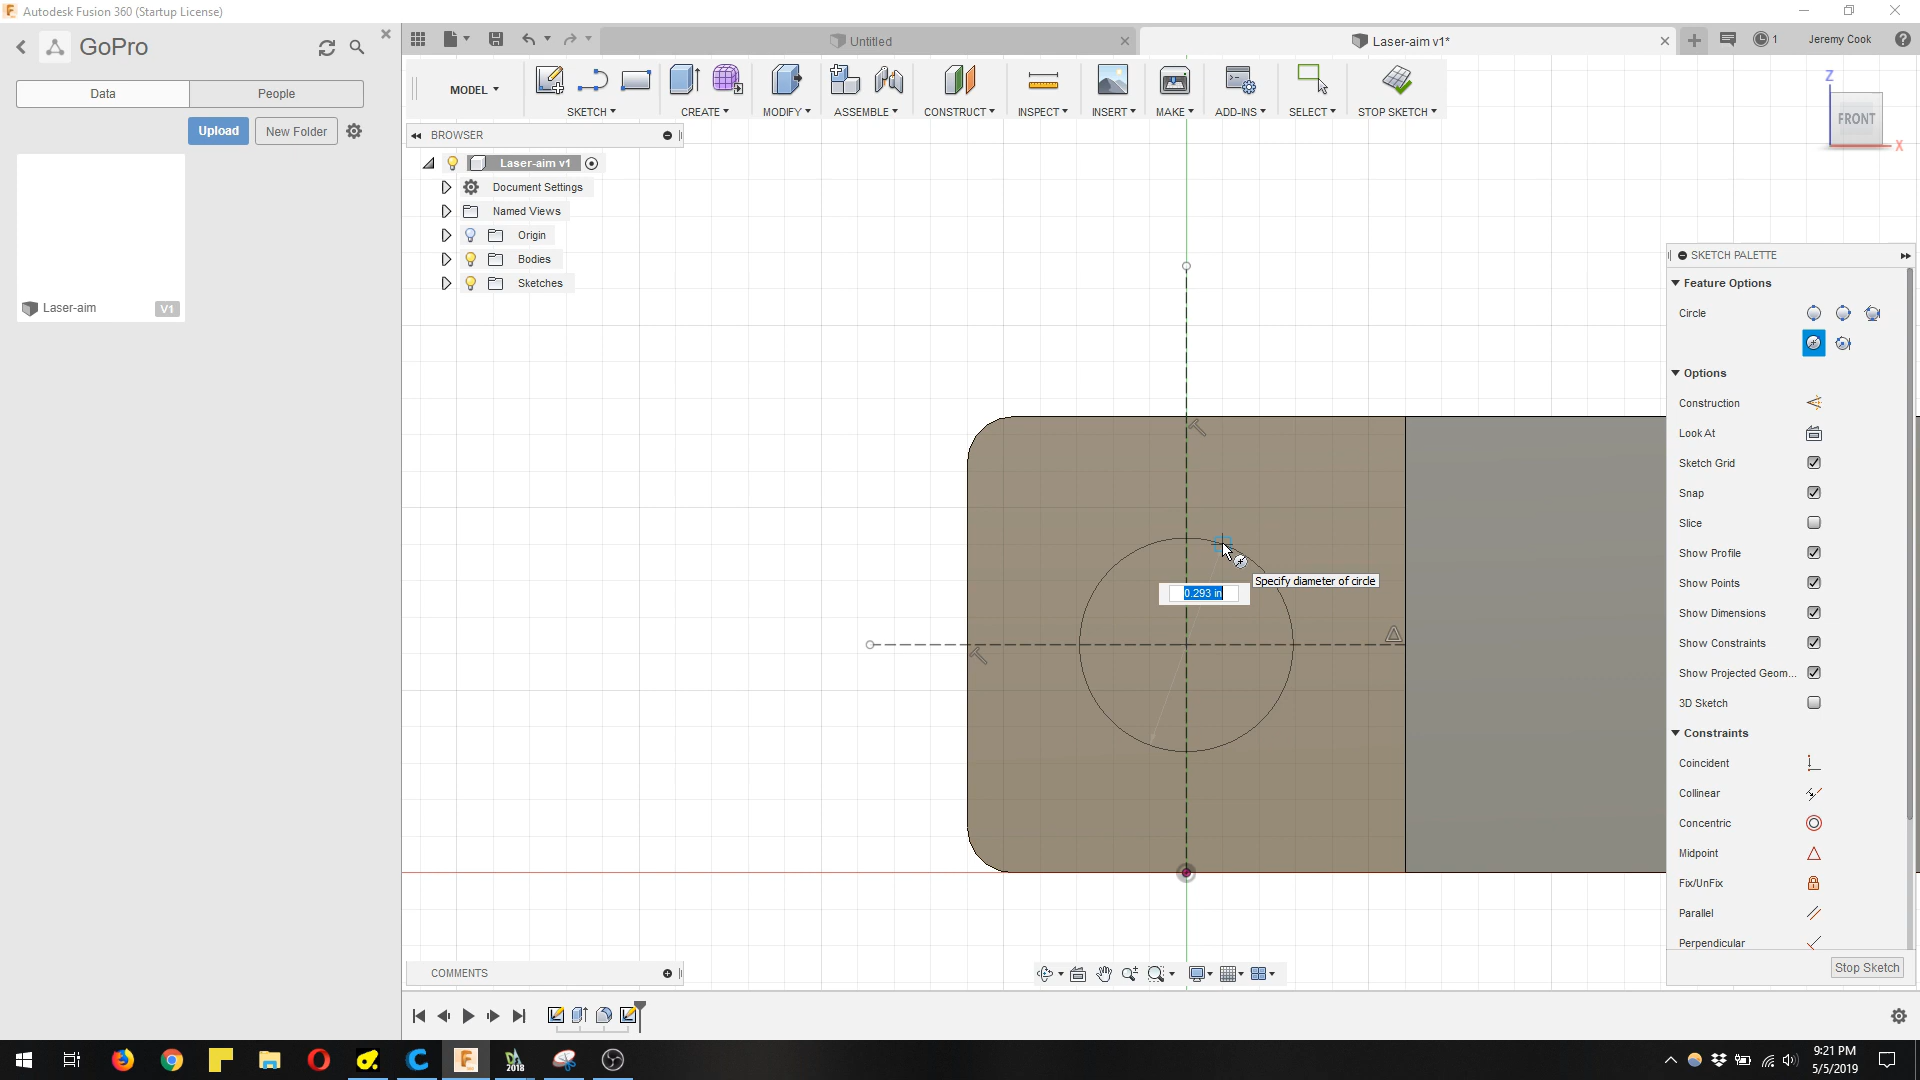 Autodesk Fusion 360 (Startup License)
GoPro
Data
People
Upload
New Folder
Laser-aim
V1
Untitled
Laser-aim v1*
1
Jeremy Cook
MODEL
SKETCH
CREATE
MODIFY
ASSEMBLE
CONSTRUCT
INSPECT
INSERT
MAKE
ADD-INS
SELECT
STOP SKETCH
BROWSER
Laser-aim v1
Document Settings
Named Views
Origin
Bodies
Sketches
Z
FRONT
X
SKETCH PALETTE
Feature Options
Circle
Options
Construction
Look At
Sketch Grid
Snap
Slice
Show Profile
Show Points
Show Dimensions
Show Constraints
Show Projected Geom...
3D Sketch
Constraints
Coincident
Collinear
Concentric
Midpoint
Fix/UnFix
Parallel
Perpendicular
Stop Sketch
Specify diameter of circle
0.293 in
COMMENTS
2018
9:21 PM
5/5/2019